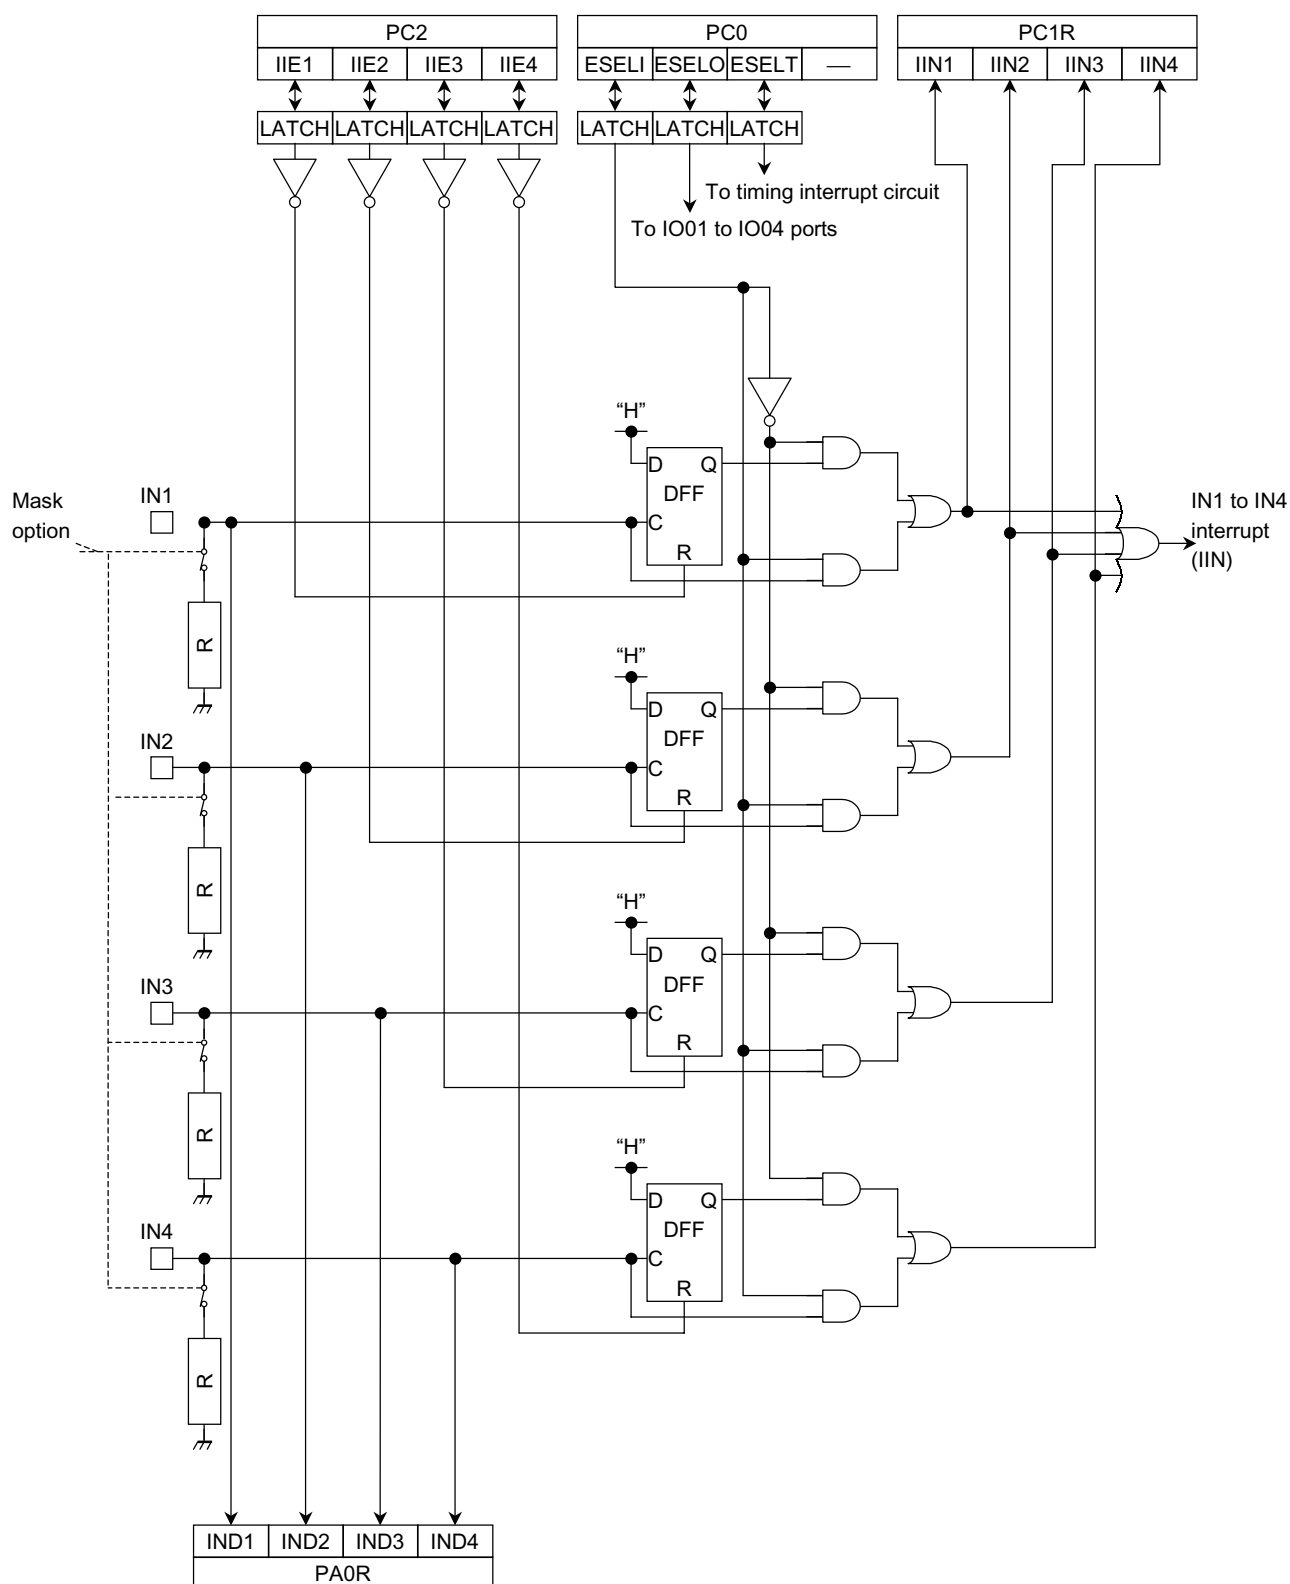 PC2 PC0 PC1R
IIE1 IIE2 IIE3 IIE4 ESELI ESELO ESELT — IIN1 IIN2 IIN3 IIN4
LATCH LATCH LATCH LATCH LATCH LATCH LATCH
To timing interrupt circuit
To IO01 to IO04 ports
“H”
D Q
DFF
C
R
Mask
option
IN1
R
IN1 to IN4
interrupt
(IIN)
“H”
D Q
DFF
C
R
IN2
R
“H”
D Q
DFF
C
R
IN3
R
“H”
D Q
DFF
C
R
IN4
R
IND1 IND2 IND3 IND4
PA0R